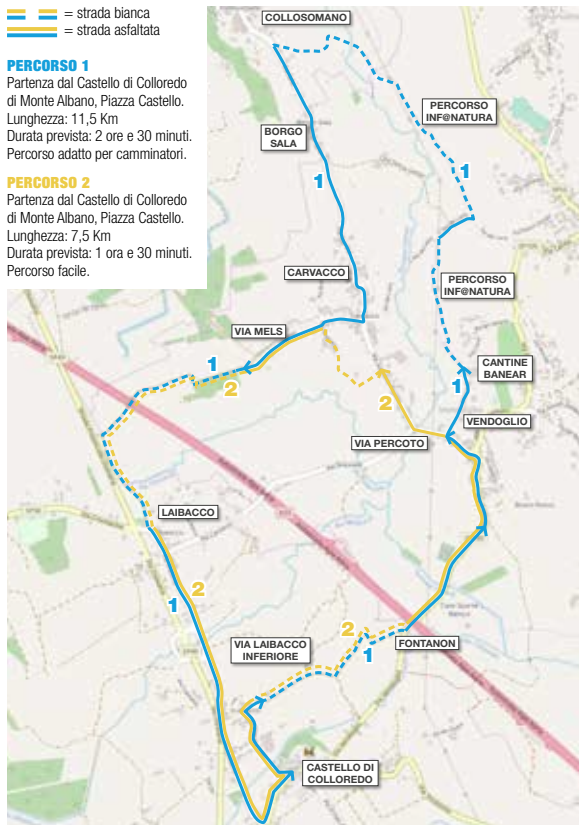 = strada bianca
= strada asfaltata
PERCORSO 1
Partenza dal Castello di Colloredo
di Monte Albano, Piazza Castello.
Lunghezza: 11,5 Km
Durata prevista: 2 ore e 30 minuti.
Percorso adatto per camminatori.
PERCORSO 2
Partenza dal Castello di Colloredo
di Monte Albano, Piazza Castello.
Lunghezza: 7,5 Km
Durata prevista: 1 ora e 30 minuti.
Percorso facile.
COLLOSOMANO
PERCORSO
INF@NATURA
BORGO
SALA
1
1
CARVACCO
PERCORSO
INF@NATURA
VIA MELS
1
2
CANTINE
BANEAR
2
1
VENDOGLIO
VIA PERCOTO
LAIBACCO
2
1
VIA LAIBACCO
INFERIORE
2
1
FONTANON
CASTELLO DI
COLLOREDO